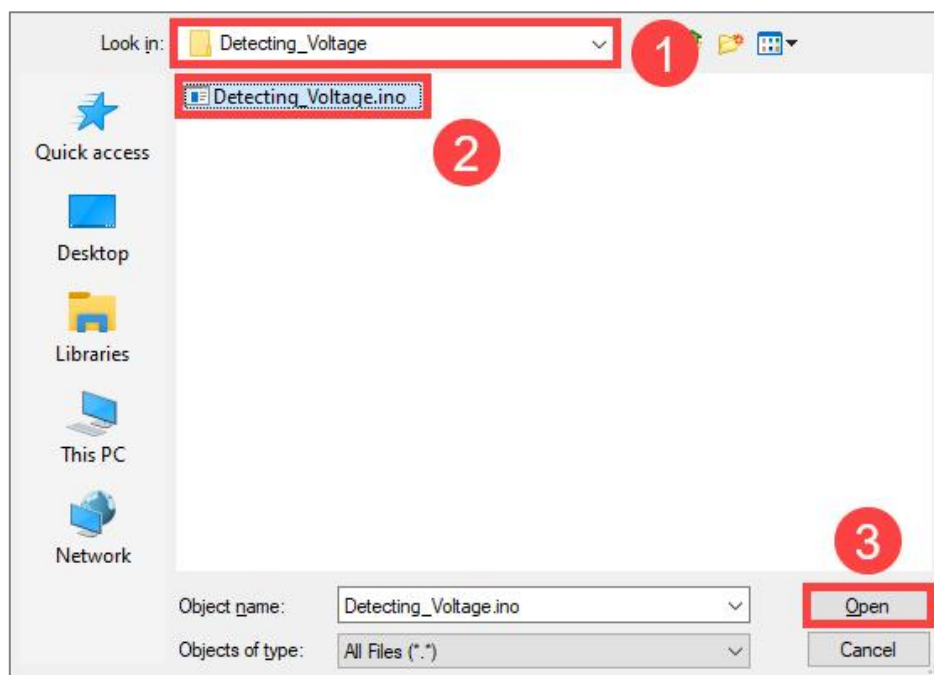 Look in: Detecting_Voltage
1
Detecting_Voltage.ino
2
Quick access
Desktop
Libraries
This PC
Network
3
Object name: Detecting_Voltage.ino Open
Objects of type: All Files (*.*) Cancel